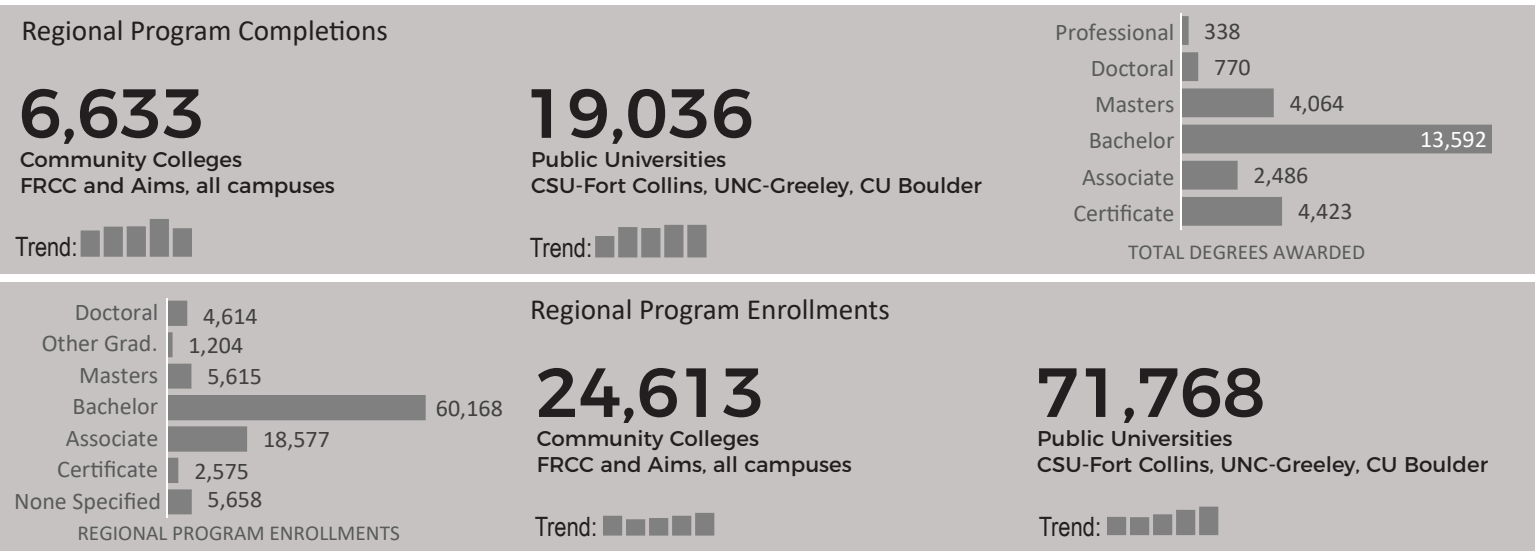 Regional Program Completions
6,633
Community Colleges
FRCC and Aims, all campuses
Trend:
19,036
Public Universities
CSU-Fort Collins, UNC-Greeley, CU Boulder
Trend:
Professional 338
Doctoral 770
Masters 4,064
Bachelor 13,592
Associate 2,486
Certificate 4,423
TOTAL DEGREES AWARDED
Doctoral 4,614
Other Grad. 1,204
Masters 5,615
Bachelor 60,168
Associate 18,577
Certificate 2,575
None Specified 5,658
REGIONAL PROGRAM ENROLLMENTS
Regional Program Enrollments
24,613
Community Colleges
FRCC and Aims, all campuses
Trend:
71,768
Public Universities
CSU-Fort Collins, UNC-Greeley, CU Boulder
Trend: